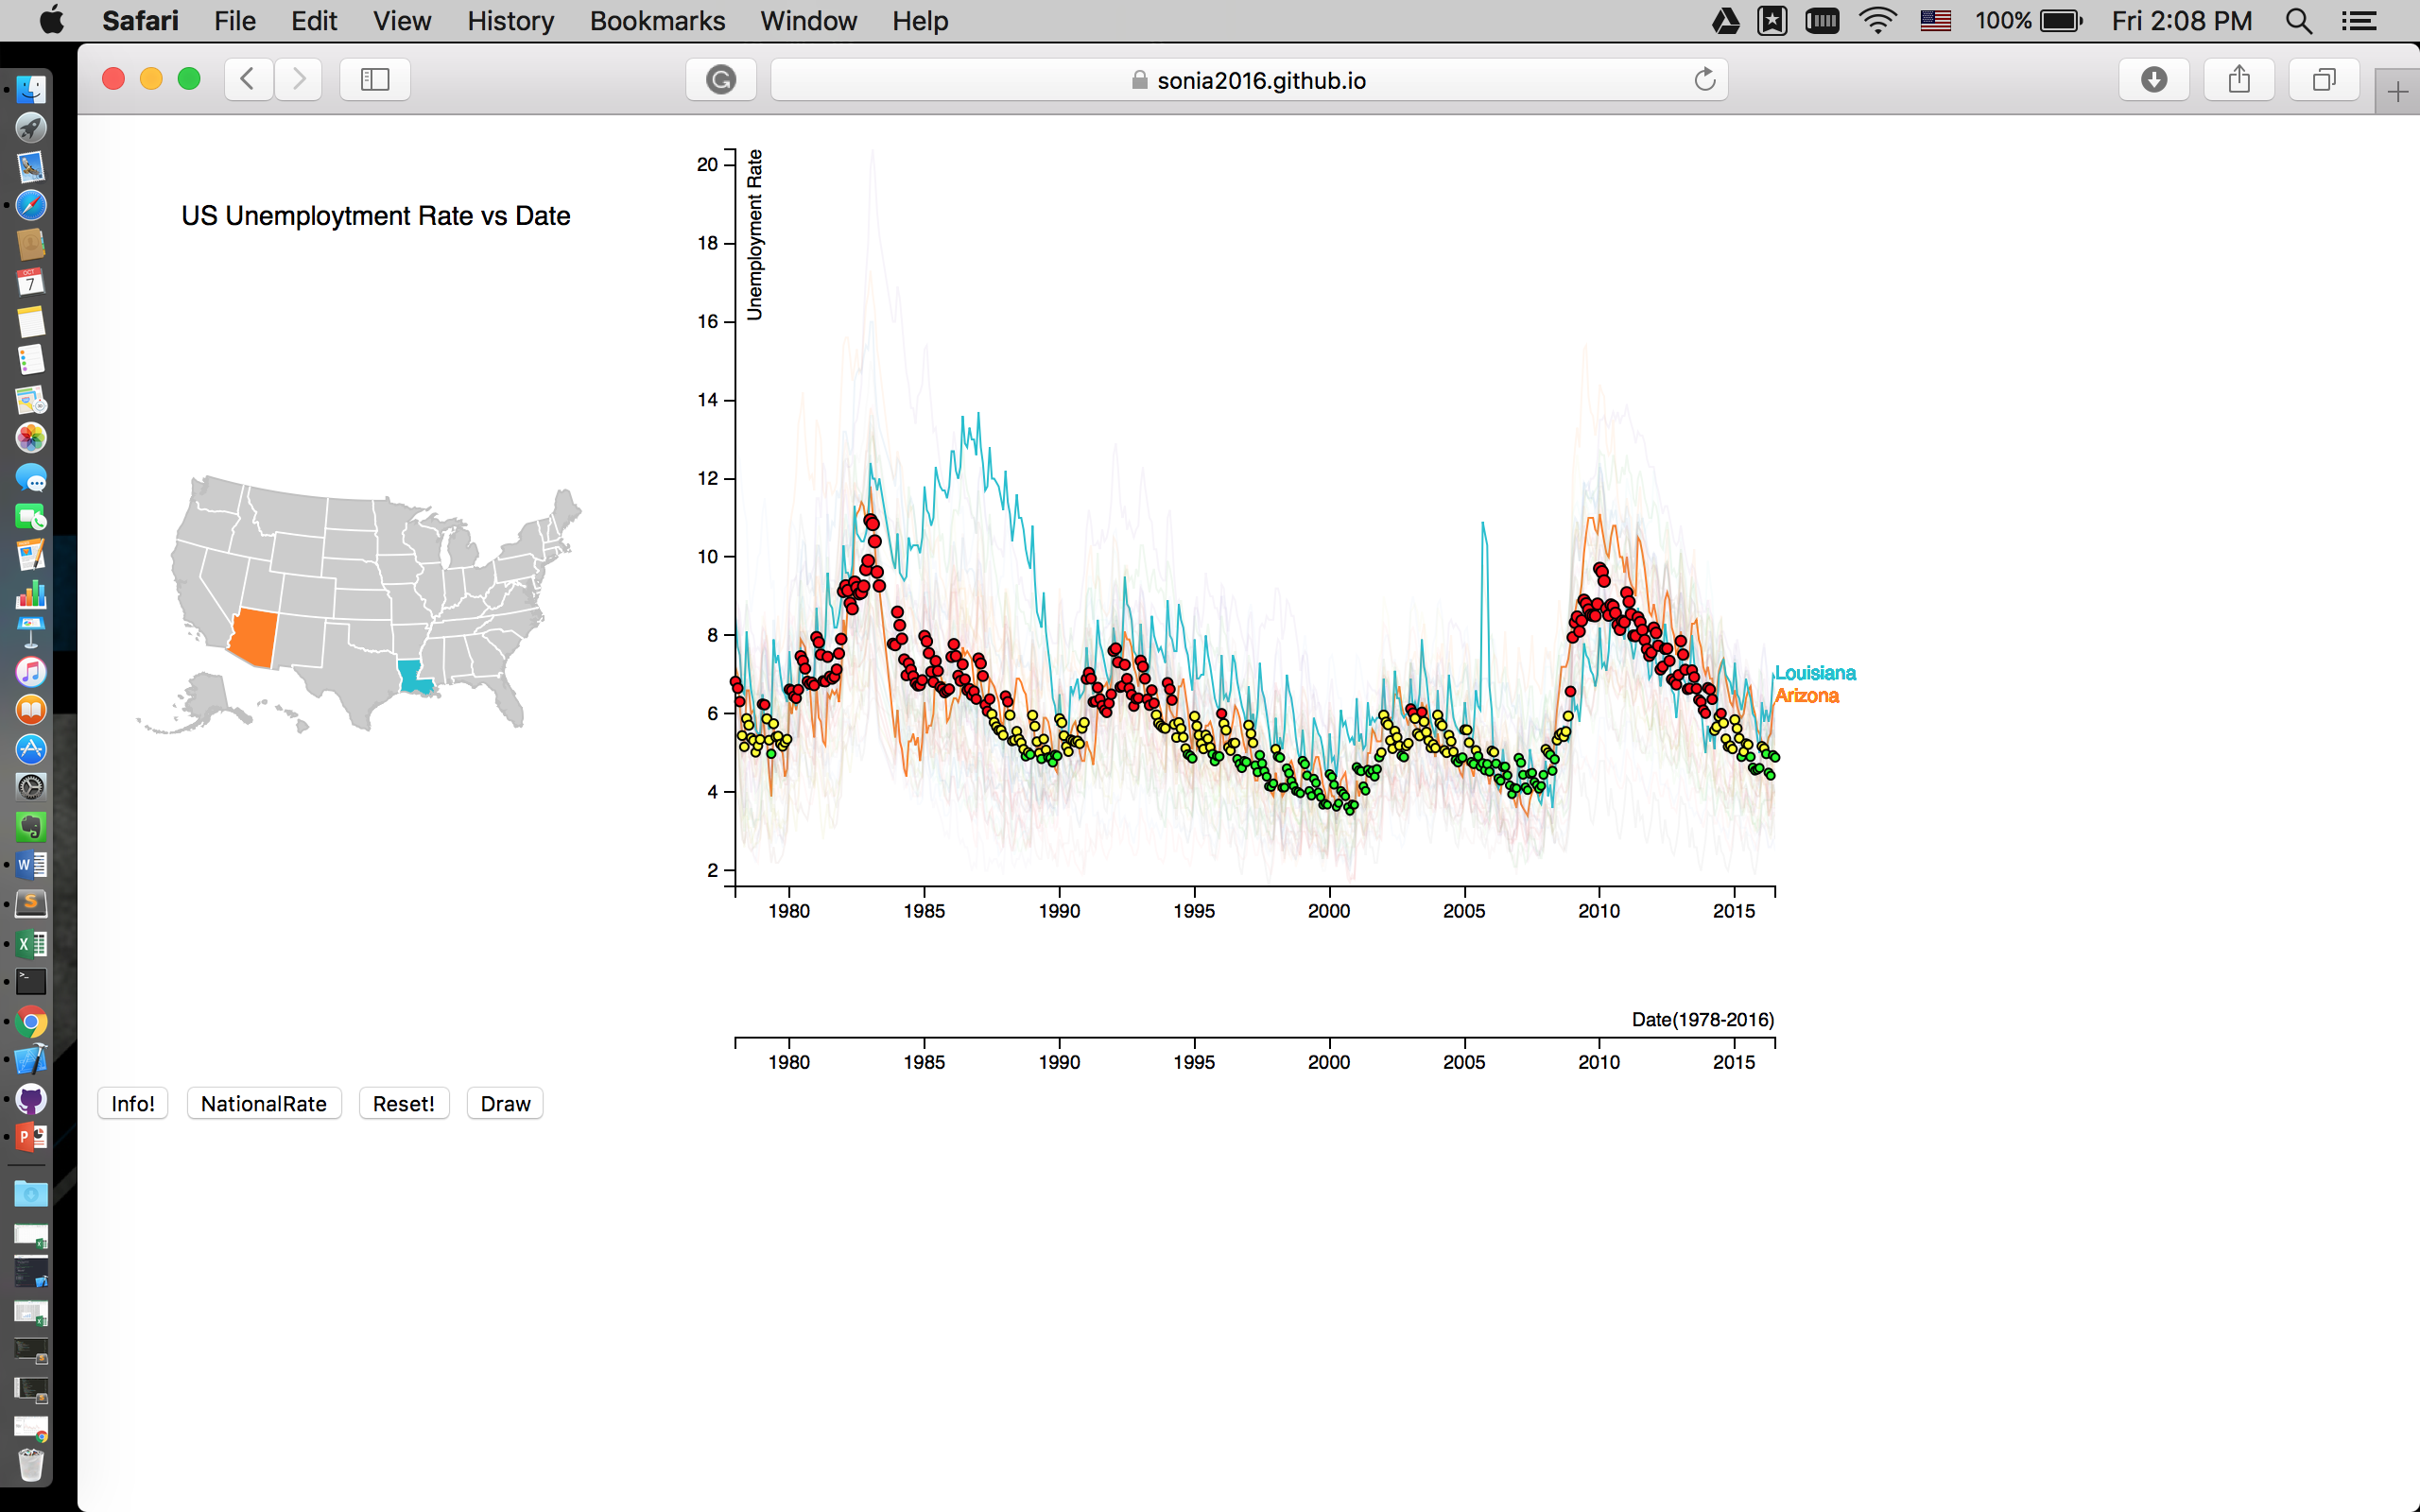 Safari File Edit View History Bookmarks Window Help 100% Fri 2:08 PM
sonia2016.github.io
US Unemploytment Rate vs Date
Unemployment Rate
20
18
16
14
12
10
8
6
4
2
Louisiana
Arizona
1980 1985 1990 1995 2000 2005 2010 2015
Date(1978-2016)
1980 1985 1990 1995 2000 2005 2010 2015
Info! NationalRate Reset! Draw
OCT
7